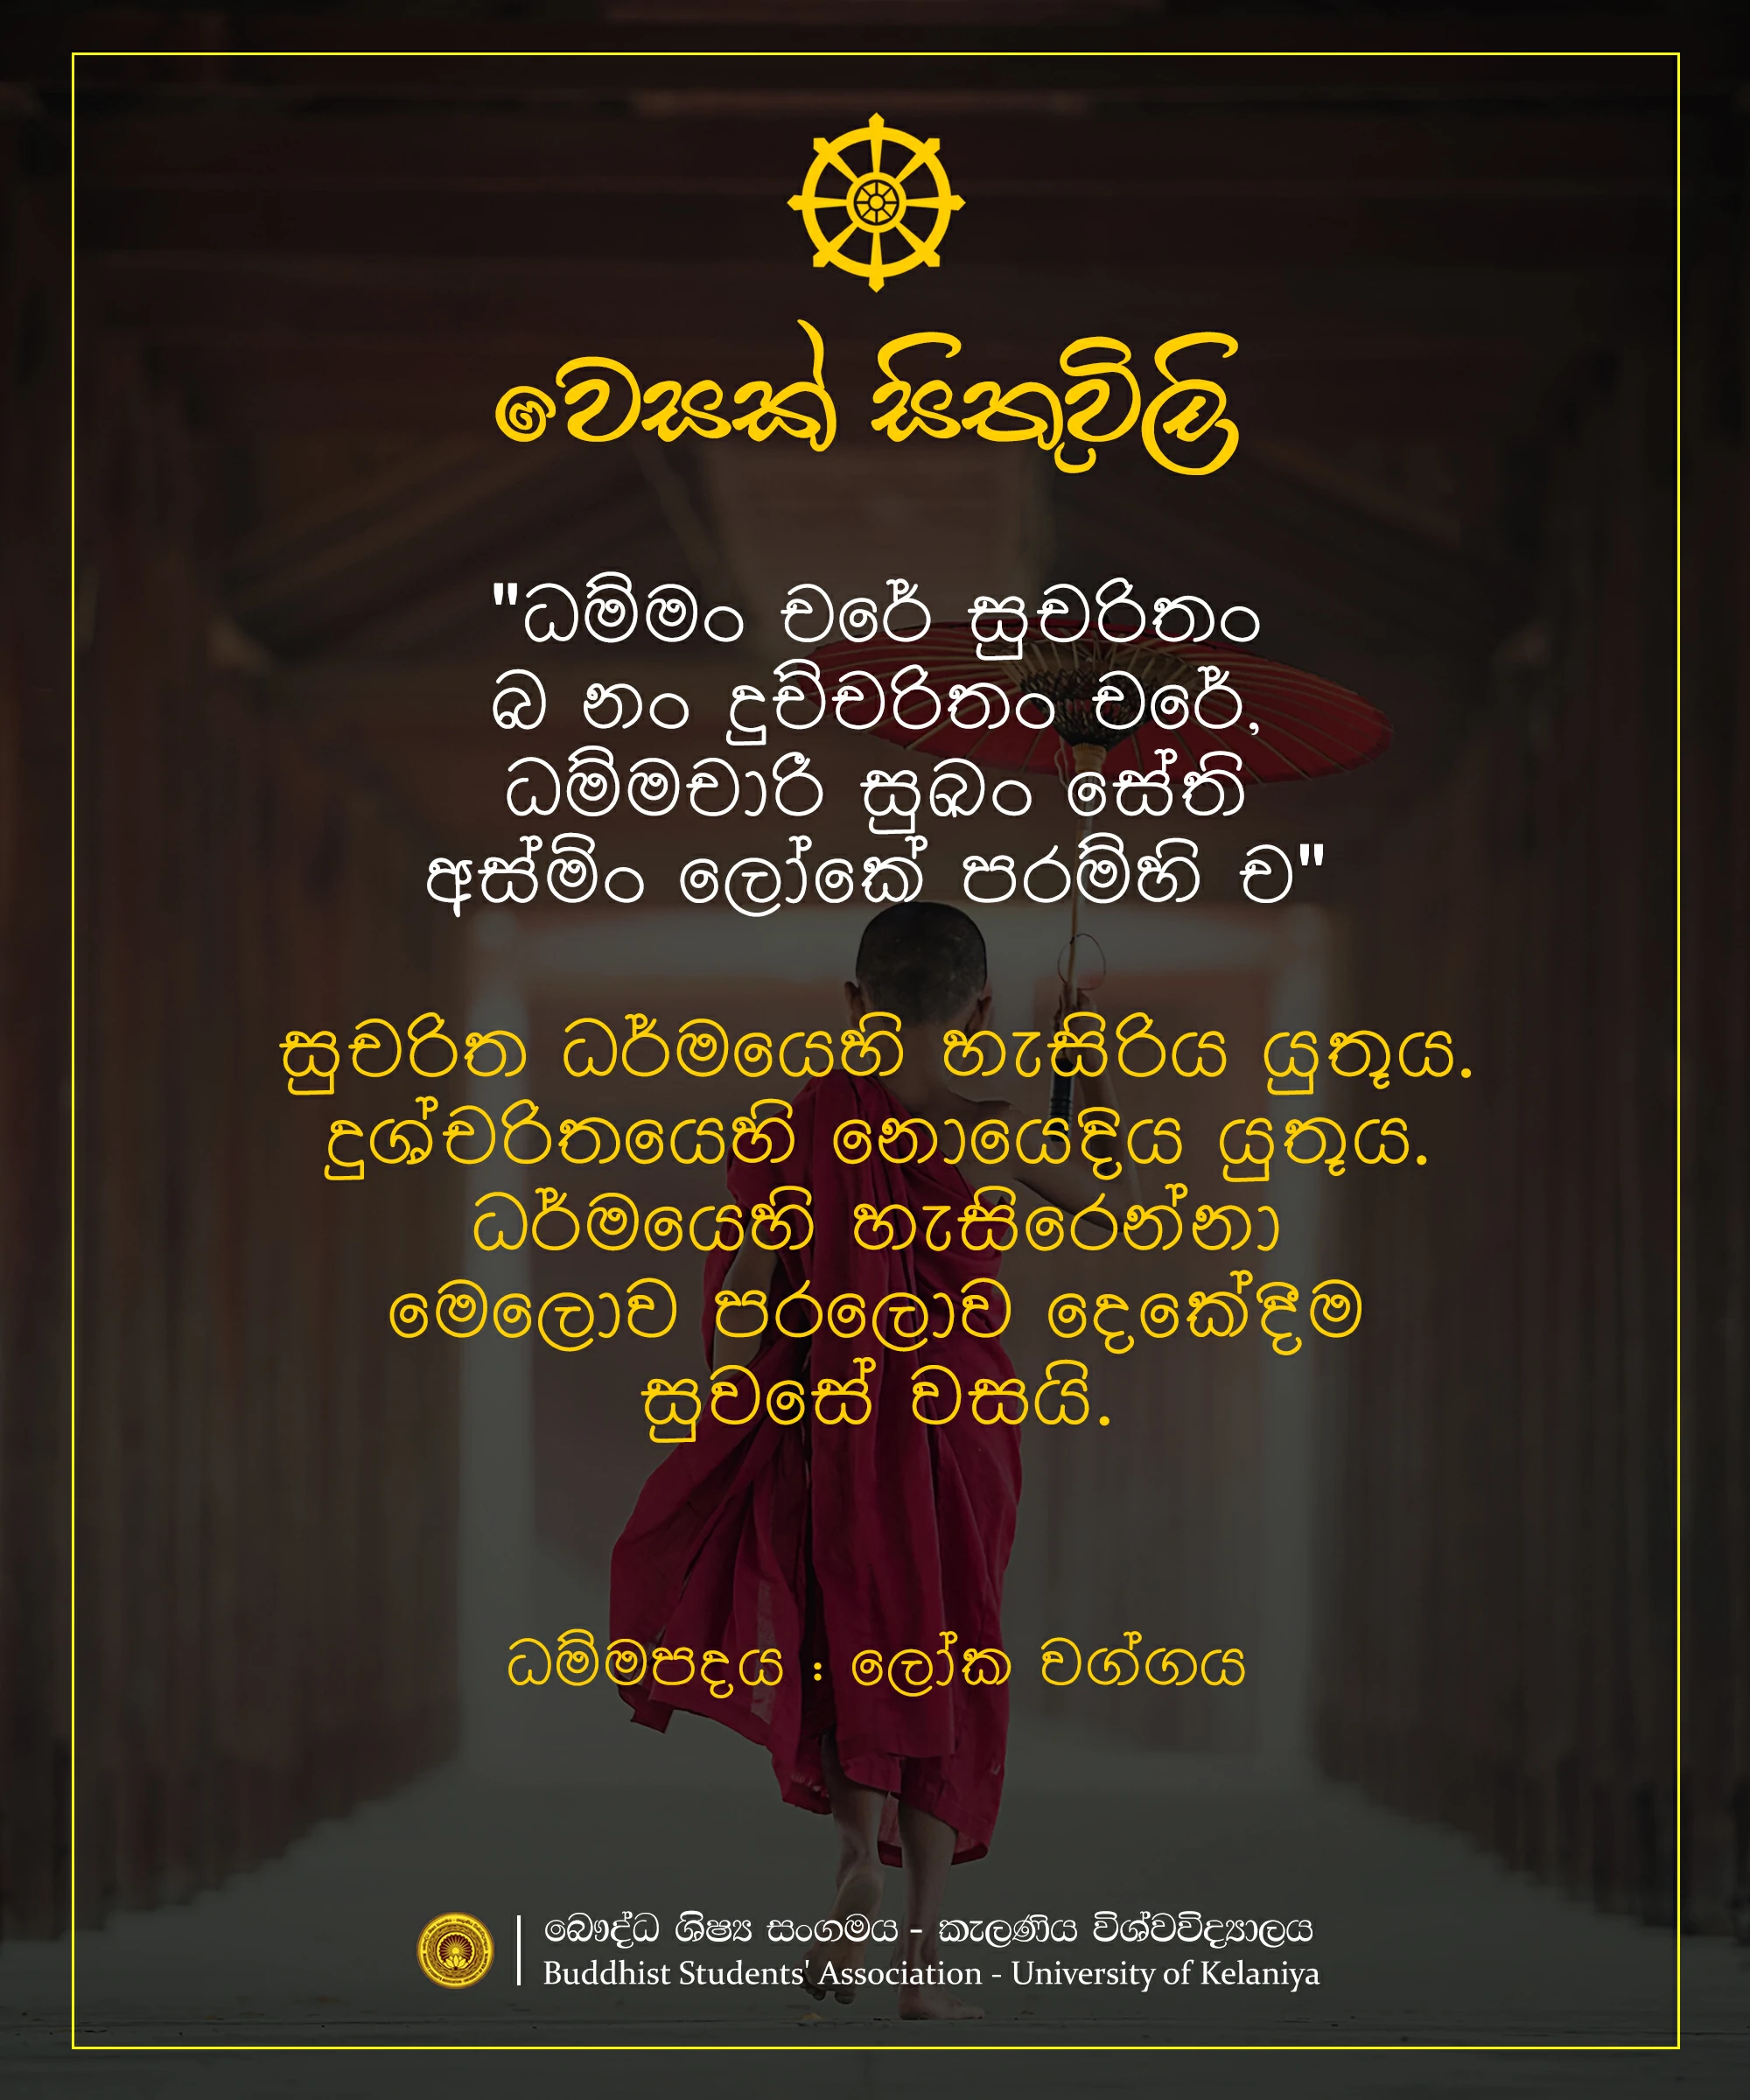 වෙසක් සිතුවිලි
"ධම්මං චරේ සුචරිතං
ඛ නං දුච්චරිතං චරේ,
ධම්මචාරී සුඛං සේති
අස්මිං ලෝකේ පරම්හි ච"
සුචරිත ධර්මයෙහි හැසිරිය යුතූය.
දුශ්චරිතයෙහි නොයෙදිය යුතූය.
ධර්මයෙහි හැසිරෙන්නා
මෙලොව පරලොව දෙකේදීම
සුවසේ වසයි.
ධම්මපදය : ලෝක වග්ගය
බෞද්ධ ශිෂ්‍ය සංගමය - කැලණිය විශ්වවිද්‍යාලය
Buddhist Students' Association - University of Kelaniya